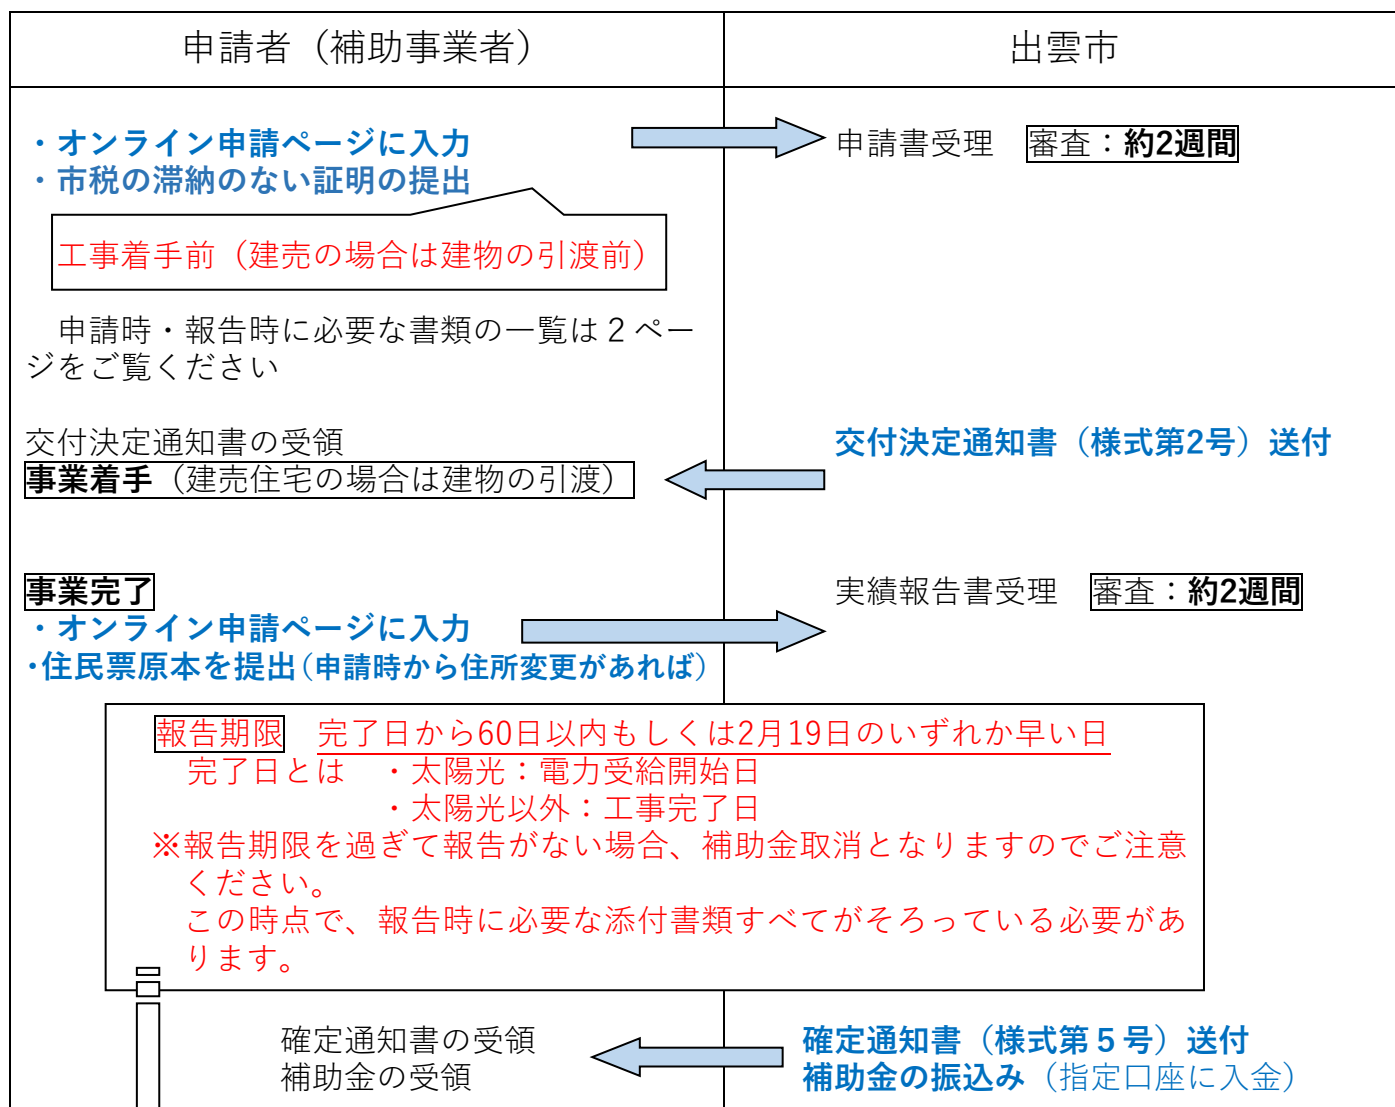 申請者（補助事業者）
出雲市
・オンライン申請ページに入力
・市税の滞納のない証明の提出
申請書受理　審査：約2週間
工事着手前（建売の場合は建物の引渡前）
申請時・報告時に必要な書類の一覧は２ペー
ジをご覧ください
交付決定通知書の受領
事業着手（建売住宅の場合は建物の引渡）
交付決定通知書（様式第2号）送付
事業完了
・オンライン申請ページに入力
・住民票原本を提出（申請時から住所変更があれば）
実績報告書受理　審査：約2週間
報告期限　完了日から60日以内もしくは2月19日のいずれか早い日
完了日とは　・太陽光：電力受給開始日
・太陽光以外：工事完了日
※報告期限を過ぎて報告がない場合、補助金取消となりますのでご注意
ください。
この時点で、報告時に必要な添付書類すべてがそろっている必要があ
ります。
確定通知書の受領
補助金の受領
確定通知書（様式第５号）送付
補助金の振込み（指定口座に入金）